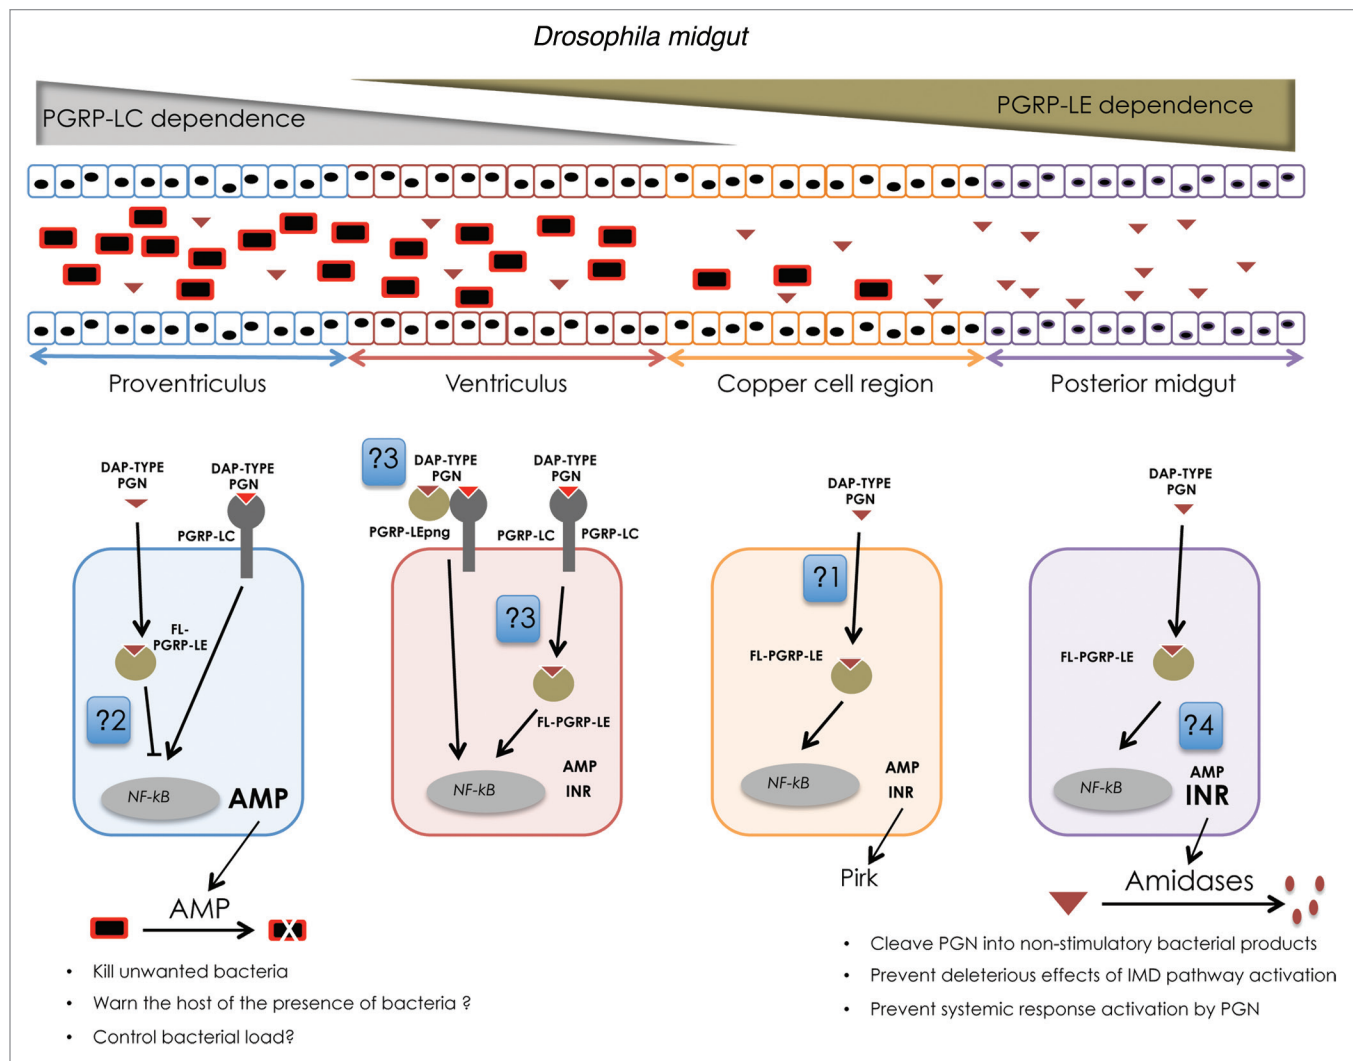 Drosophila midgut
PGRP-LC dependence
PGRP-LE dependence
Proventriculus
Ventriculus
Copper cell region
Posterior midgut
DAP-TYPE
PGN
DAP-TYPE
PGN
PGRP-LC
FL-
PGRP-LE
?2
NF-kB
AMP
AMP
• Kill unwanted bacteria
• Warn the host of the presence of bacteria ?
• Control bacterial load?
?3
DAP-TYPE
PGN
DAP-TYPE
PGN
PGRP-LEpng
PGRP-LC
PGRP-LC
?3
FL-PGRP-LE
NF-kB
AMP
INR
DAP-TYPE
PGN
?1
FL-PGRP-LE
NF-kB
AMP
INR
Pirk
DAP-TYPE
PGN
FL-PGRP-LE
?4
NF-kB
AMP
INR
Amidases
• Cleave PGN into non-stimulatory bacterial products
• Prevent deleterious effects of IMD pathway activation
• Prevent systemic response activation by PGN